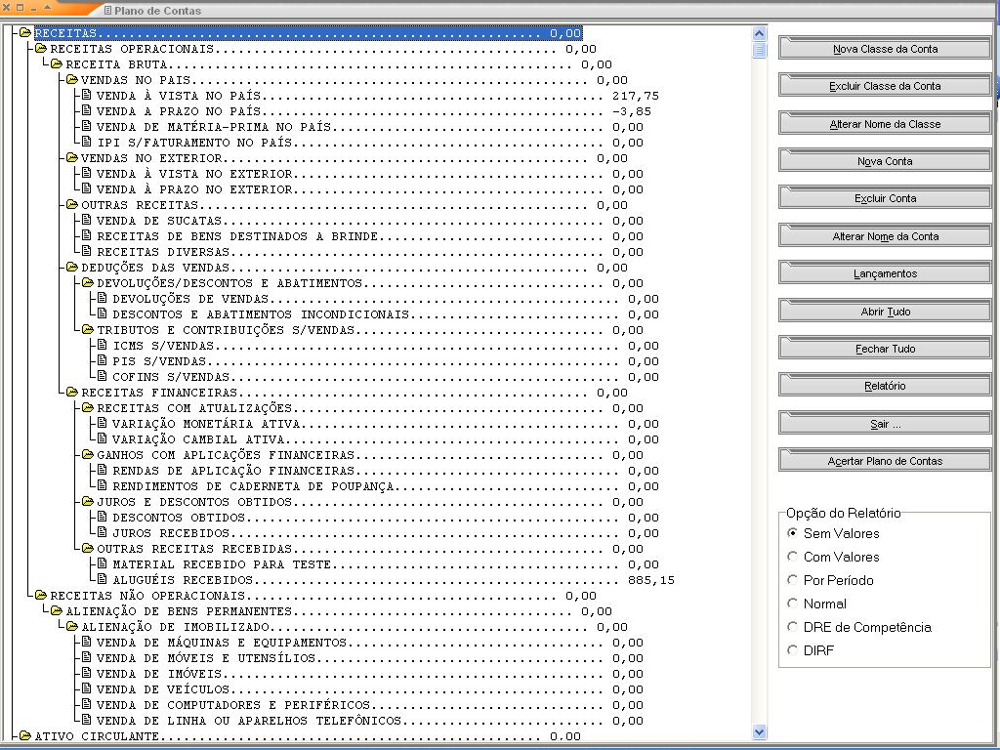 Plano de Contas
RECEITAS............................................................ 0,00
RECEITAS OPERACIONAIS............................................. 0,00
RECEITA BRUTA..................................................... 0,00
VENDAS NO PAIS.................................................... 0,00
VENDA À VISTA NO PAÍS............................................. 217,75
VENDA A PRAZO NO PAÍS............................................. -3,85
VENDA DE MATÉRIA-PRIMA NO PAÍS.................................... 0,00
IPI S/FATURAMENTO NO PAÍS......................................... 0,00
VENDAS NO EXTERIOR................................................ 0,00
VENDA À VISTA NO EXTERIOR......................................... 0,00
VENDA À PRAZO NO EXTERIOR......................................... 0,00
OUTRAS RECEITAS................................................... 0,00
VENDA DE SUCATAS.................................................. 0,00
RECEITAS DE BENS DESTINADOS A BRINDE.............................. 0,00
RECEITAS DIVERSAS................................................. 0,00
DEDUÇÕES DAS VENDAS............................................... 0,00
DEVOLUÇÕES/DESCONTOS E ABATIMENTOS................................ 0,00
DEVOLUÇÕES DE VENDAS.............................................. 0,00
DESCONTOS E ABATIMENTOS INCONDICIONAIS............................ 0,00
TRIBUTOS E CONTRIBUIÇÕES S/VENDAS................................. 0,00
ICMS S/VENDAS..................................................... 0,00
PIS S/VENDAS...................................................... 0,00
COFINS S/VENDAS................................................... 0,00
RECEITAS FINANCEIRAS.............................................. 0,00
RECEITAS COM ATUALIZAÇÕES......................................... 0,00
VARIAÇÃO MONETÁRIA ATIVA.......................................... 0,00
VARIAÇÃO CAMBIAL ATIVA............................................ 0,00
GANHOS COM APLICAÇÕES FINANCEIRAS................................. 0,00
RENDAS DE APLICAÇÃO FINANCEIRAS................................... 0,00
RENDIMENTOS DE CADERNETA DE POUPANÇA.............................. 0,00
JUROS E DESCONTOS OBTIDOS......................................... 0,00
DESCONTOS OBTIDOS................................................. 0,00
JUROS RECEBIDOS................................................... 0,00
OUTRAS RECEITAS RECEBIDAS......................................... 0,00
MATERIAL RECEBIDO PARA TESTE...................................... 0,00
ALUGUÉIS RECEBIDOS................................................ 885,15
RECEITAS NÃO OPERACIONAIS......................................... 0,00
ALIENAÇÃO DE BENS PERMANENTES..................................... 0,00
ALIENAÇÃO DE IMOBILIZADO.......................................... 0,00
VENDA DE MÁQUINAS E EQUIPAMENTOS.................................. 0,00
VENDA DE MÓVEIS E UTENSÍLIOS...................................... 0,00
VENDA DE IMÓVEIS.................................................. 0,00
VENDA DE VEÍCULOS................................................. 0,00
VENDA DE COMPUTADORES E PERIFÉRICOS............................... 0,00
VENDA DE LINHA OU APARELHOS TELEFÔNICOS........................... 0,00
ATIVO CIRCULANTE.................................................. 0,00
Nova Classe da Conta
Excluir Classe da Conta
Alterar Nome da Classe
Nova Conta
Excluir Conta
Alterar Nome da Conta
Lançamentos
Abrir Tudo
Fechar Tudo
Relatório
Sair ...
Acertar Plano de Contas
Opção do Relatório
Sem Valores
Com Valores
Por Período
Normal
DRE de Competência
DIRF